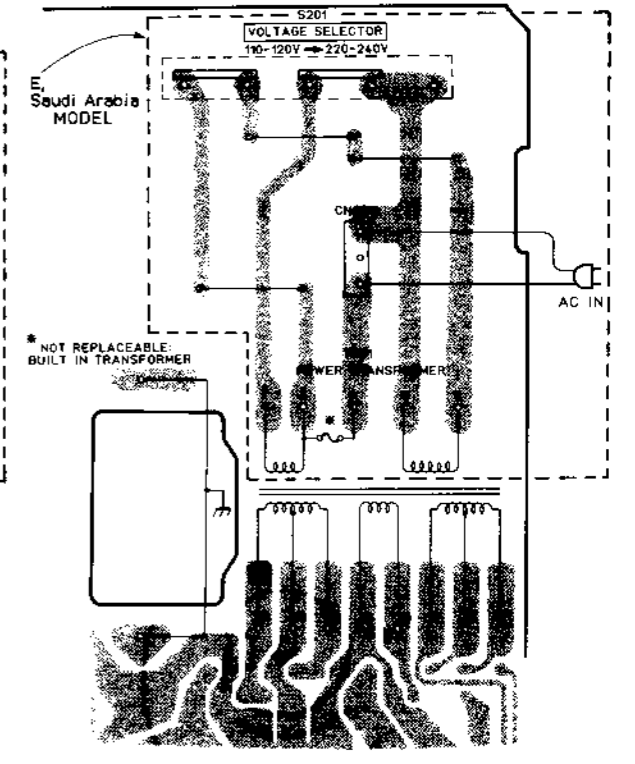 S201
VOLTAGE SELECTOR
110-120V ➡ 220-240V
E,
Saudi Arabia
MODEL
CN
AC IN
* NOT REPLACEABLE:
BUILT IN TRANSFORMER
POWER TRANSFORMER
*